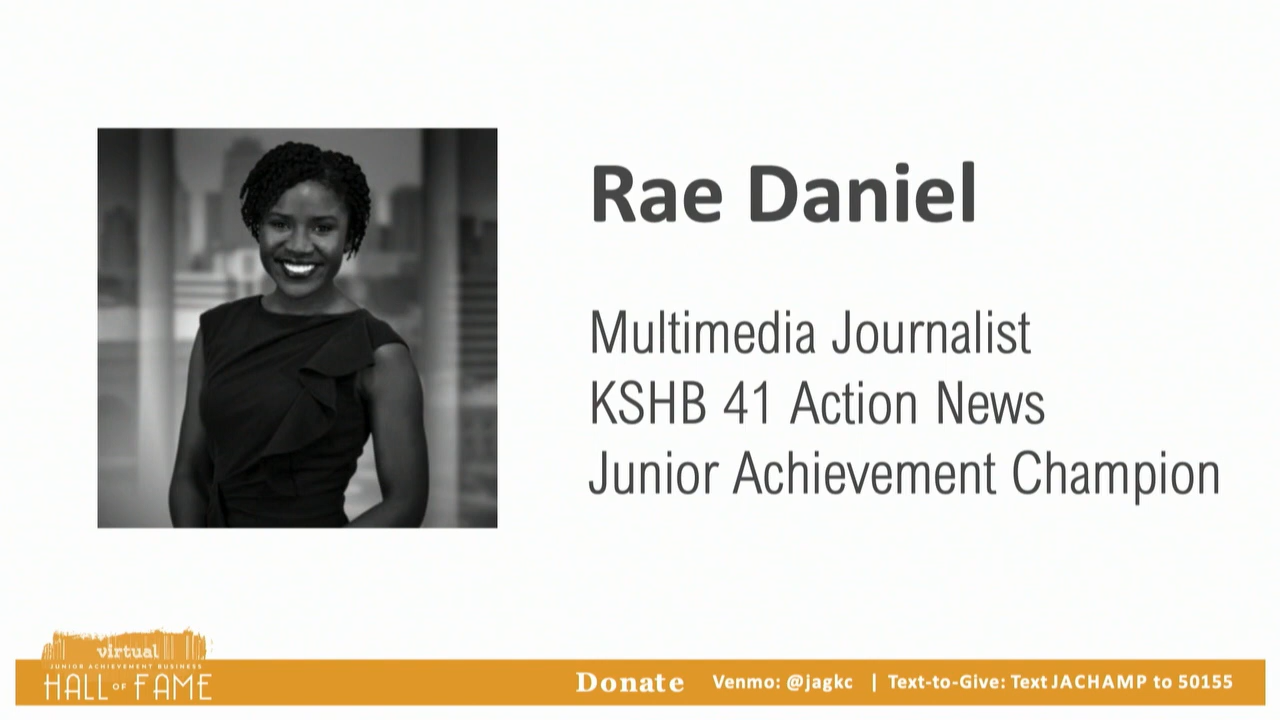 Rae Daniel
Multimedia Journalist
KSHB 41 Action News
Junior Achievement Champion
virtual
JUNIOR ACHIEVEMENT BUSINESS
HALL OF FAME
Donate Venmo: @jagkc | Text-to-Give: Text JACHAMP to 50155